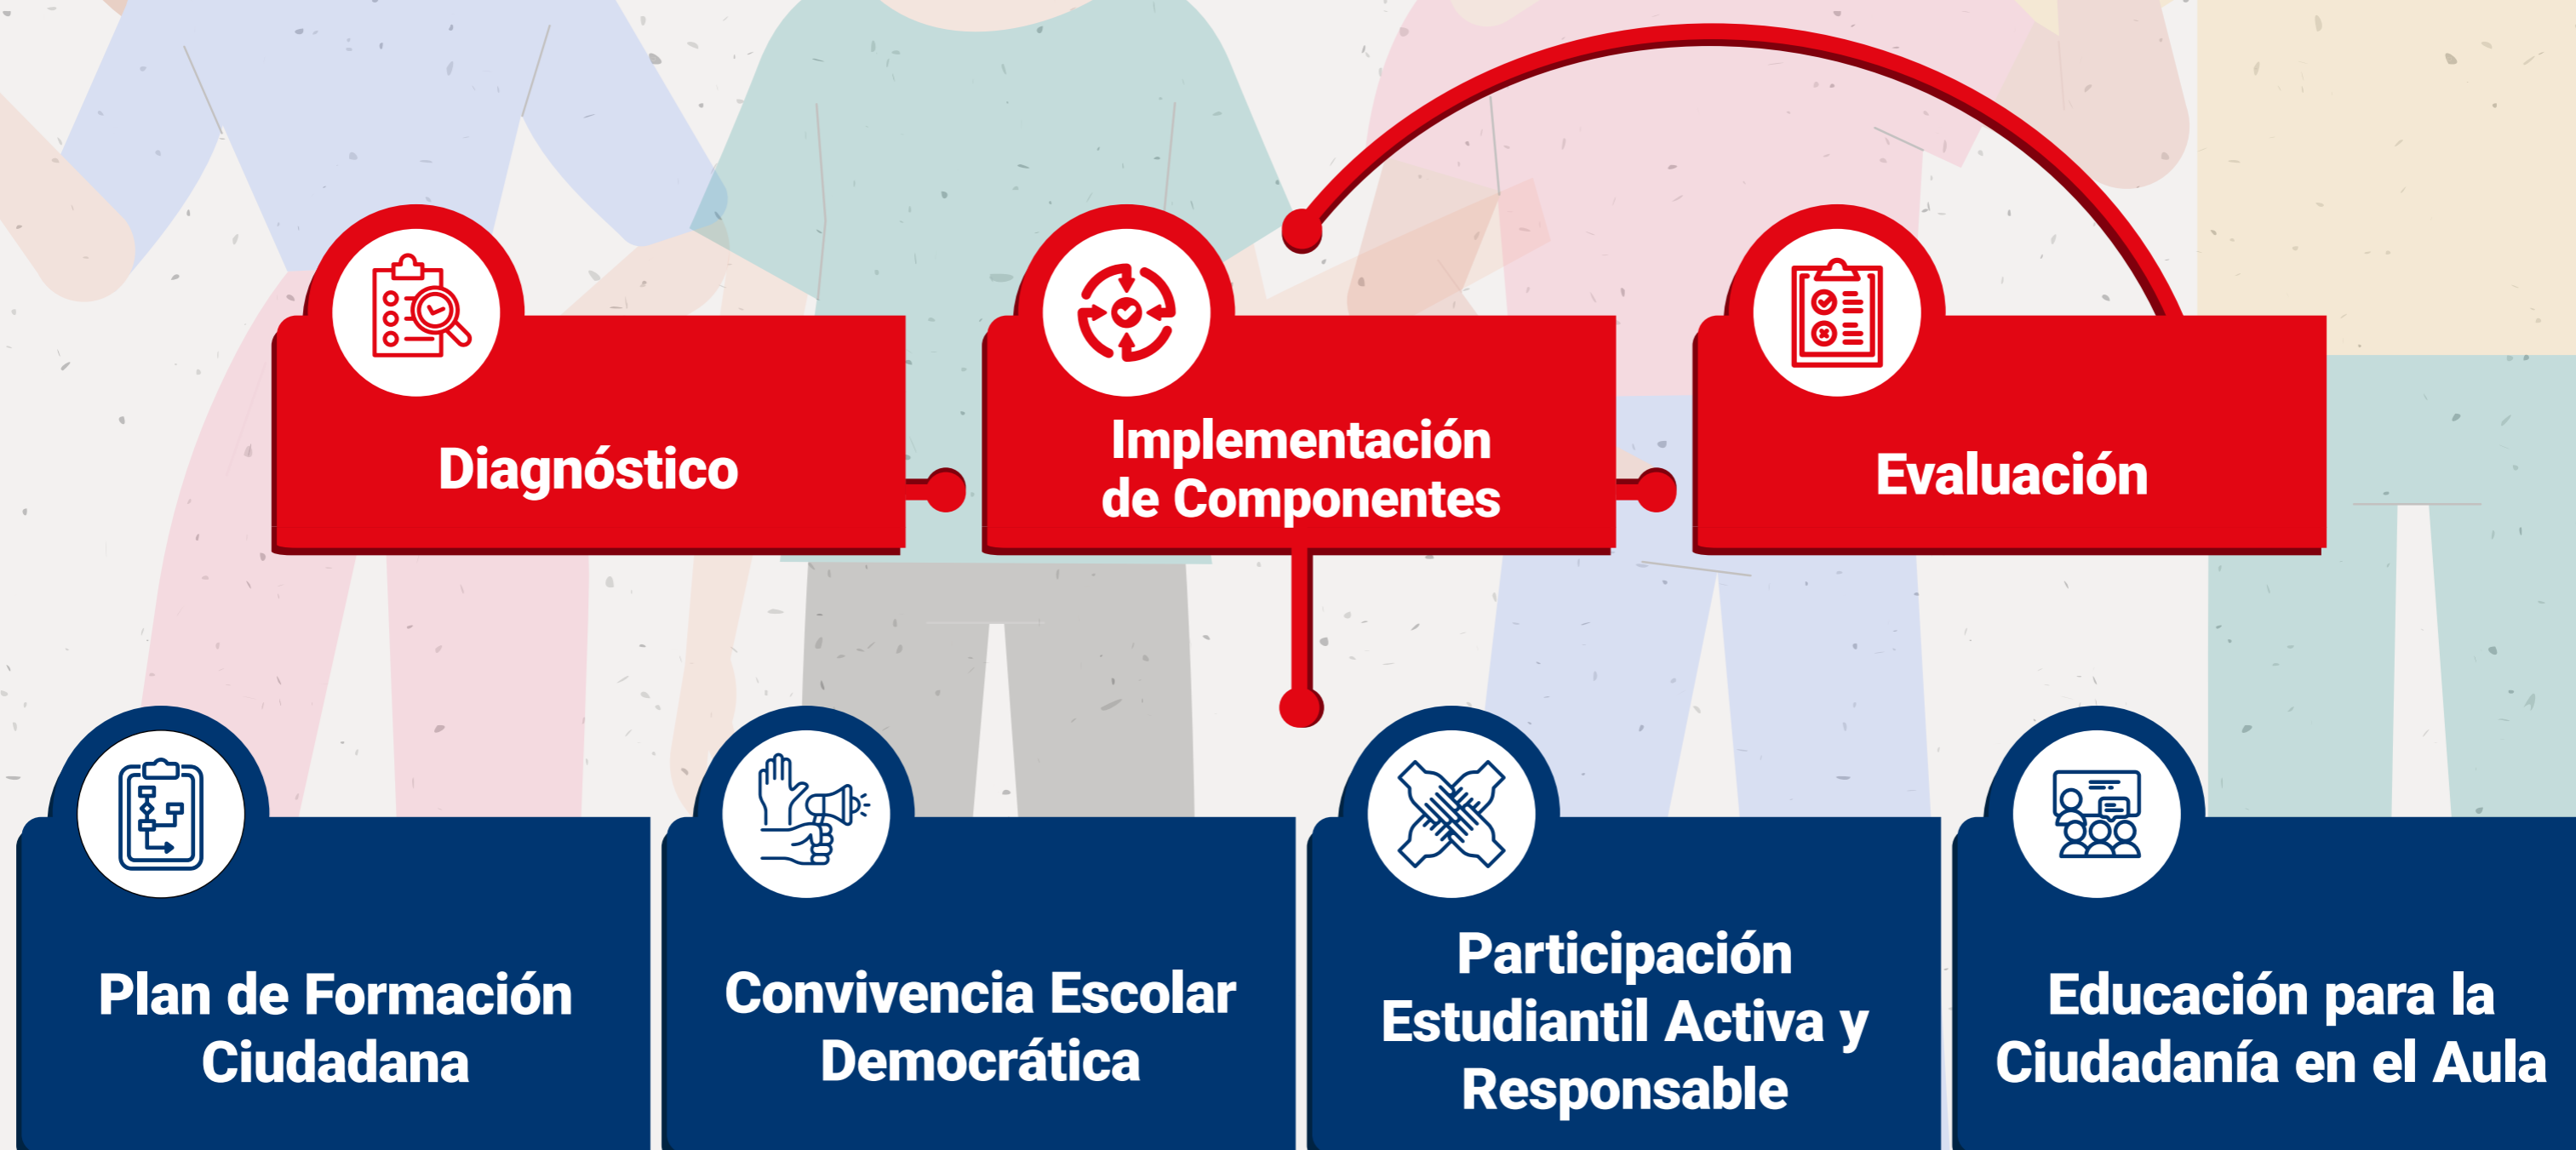 Diagnóstico
Implementación
de Componentes
Evaluación
Plan de Formación
Ciudadana
Convivencia Escolar
Democrática
Participación
Estudiantil Activa y
Responsable
Educación para la
Ciudadanía en el Aula